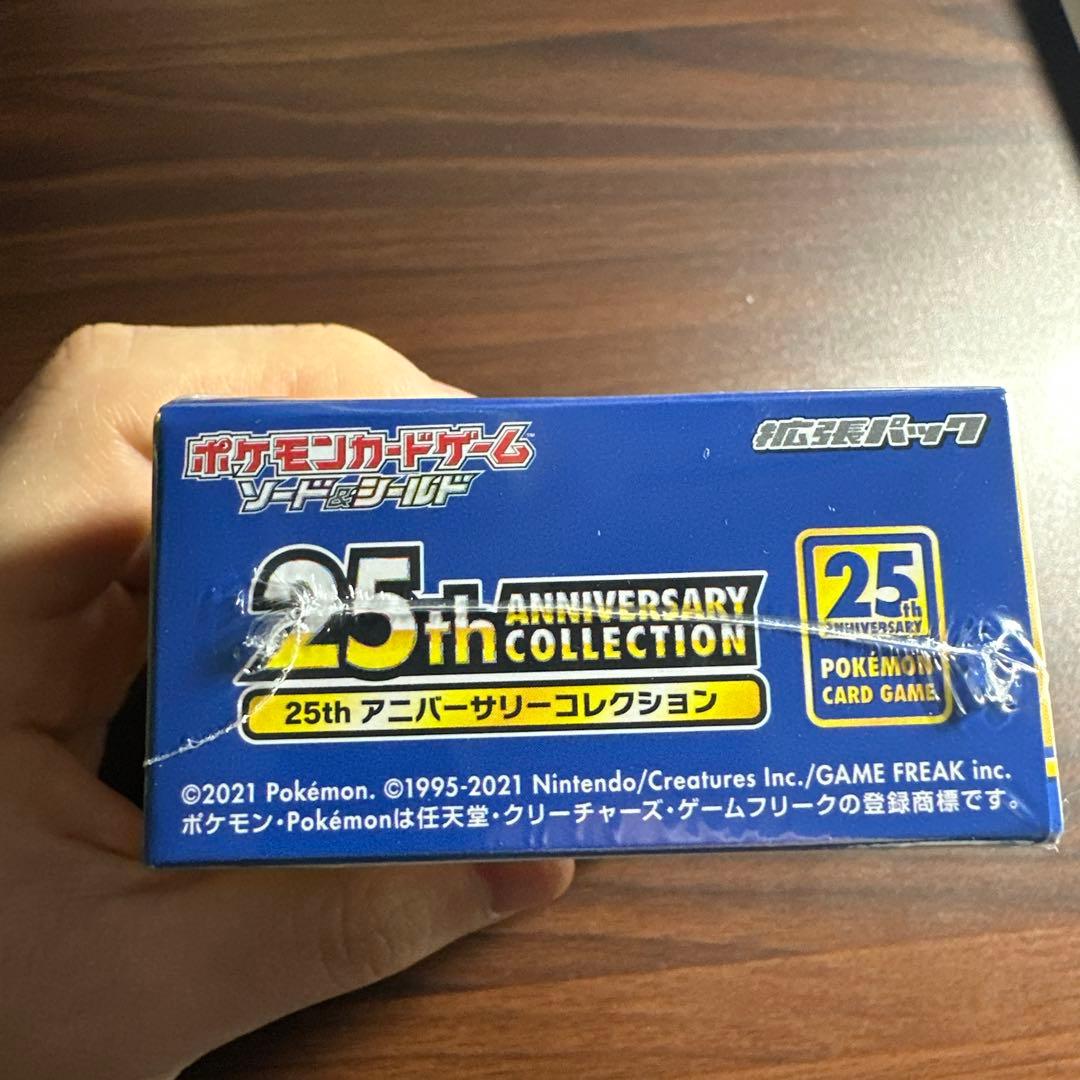 ポケモンカードゲーム
ソード&シールド
拡張パック
25th ANNIVERSARY
COLLECTION
25th アニバーサリーコレクション
25th
ANNIVERSARY
POKÉMON
CARD GAME
©2021 Pokémon. ©1995-2021 Nintendo/Creatures Inc./GAME FREAK inc.
ポケモン・Pokémonは任天堂・クリーチャーズ・ゲームフリークの登録商標です。